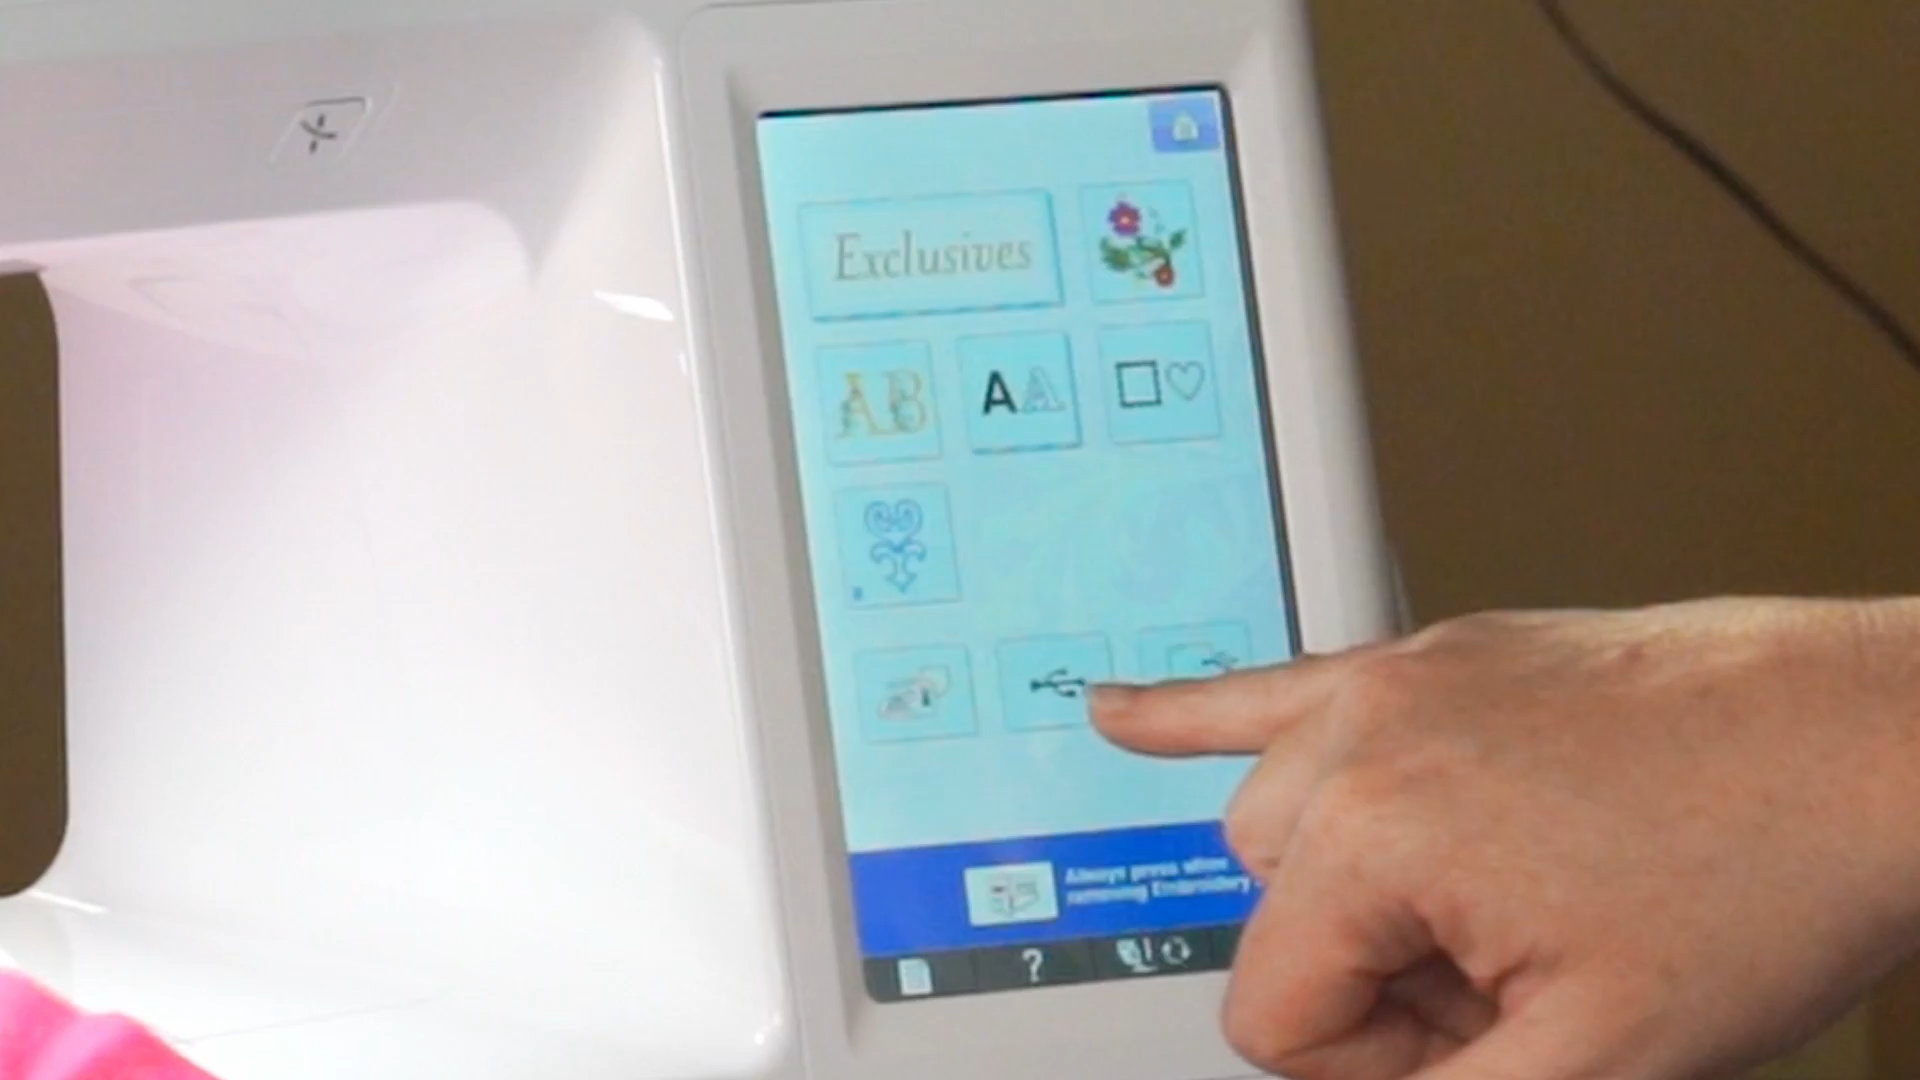 Exclusives
AB
AA
Always press when
removing Embroidery
?